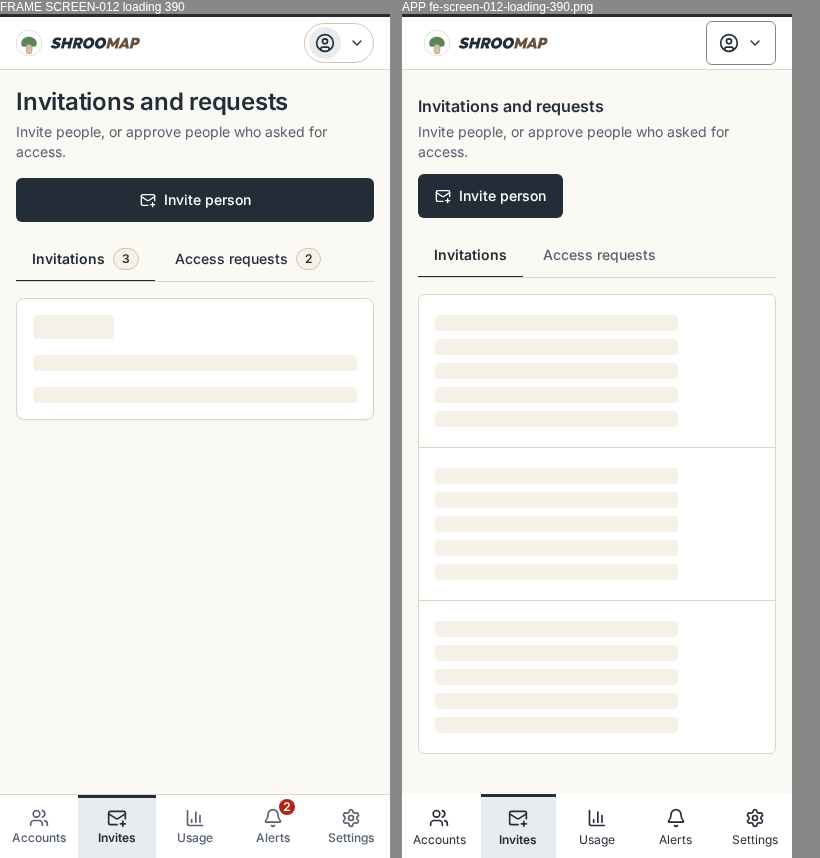 FRAME SCREEN-012 loading 390
SHROOMAP
Invitations and requests
Invite people, or approve people who asked for
access.
Invite person
Invitations 3 Access requests 2
Accounts Invites Usage 2 Alerts Settings
APP fe-screen-012-loading-390.png
SHROOMAP
Invitations and requests
Invite people, or approve people who asked for
access.
Invite person
Invitations Access requests
Accounts Invites Usage Alerts Settings